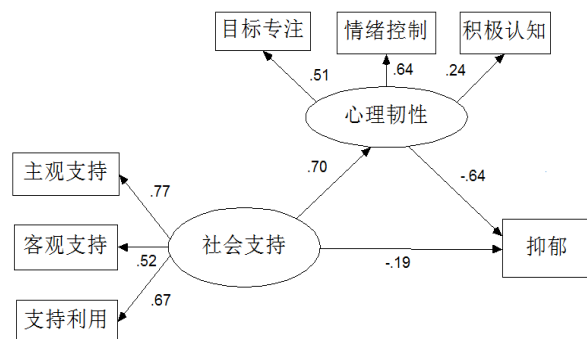 目标专注
情绪控制
积极认知
.51
.64
.24
心理韧性
主观支持
.77
.70
-.64
客观支持
.52
社会支持
抑郁
-.19
.67
支持利用